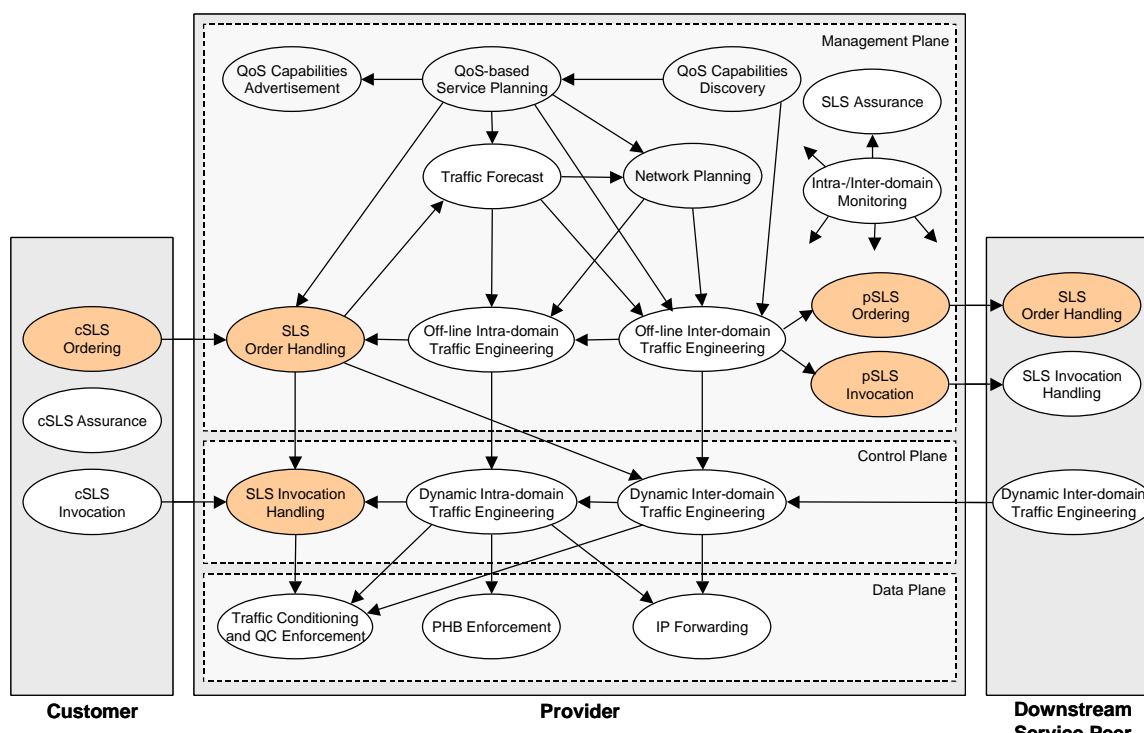 Management Plane
QoS Capabilities
Advertisement
QoS-based
Service Planning
QoS Capabilities
Discovery
SLS Assurance
Traffic Forecast
Network Planning
Intra-/Inter-domain
Monitoring
cSLS
Ordering
SLS
Order Handling
Off-line Intra-domain
Traffic Engineering
Off-line Inter-domain
Traffic Engineering
pSLS
Ordering
SLS
Order Handling
pSLS
Invocation
SLS Invocation
Handling
cSLS Assurance
Control Plane
cSLS
Invocation
SLS Invocation
Handling
Dynamic Intra-domain
Traffic Engineering
Dynamic Inter-domain
Traffic Engineering
Dynamic Inter-domain
Traffic Engineering
Data Plane
Traffic Conditioning
and QC Enforcement
PHB Enforcement
IP Forwarding
Customer
Provider
Downstream
Service Peer